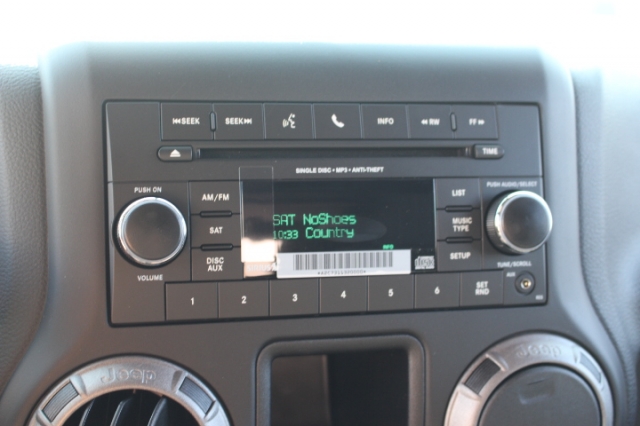 SEEK
SEEK
INFO
RW
FF
TIME
SINGLE DISC • MP3 • ANTI-THEFT
PUSH ON
VOLUME
AM/FM
SAT
DISC
AUX
SAT NoShoes
10:33 Country
INFO
LIST
MUSIC
TYPE
SETUP
PUSH AUDIO/SELECT
TUNE/SCROLL
AUX
1
2
3
4
5
6
SET
RND
Jeep
Jeep